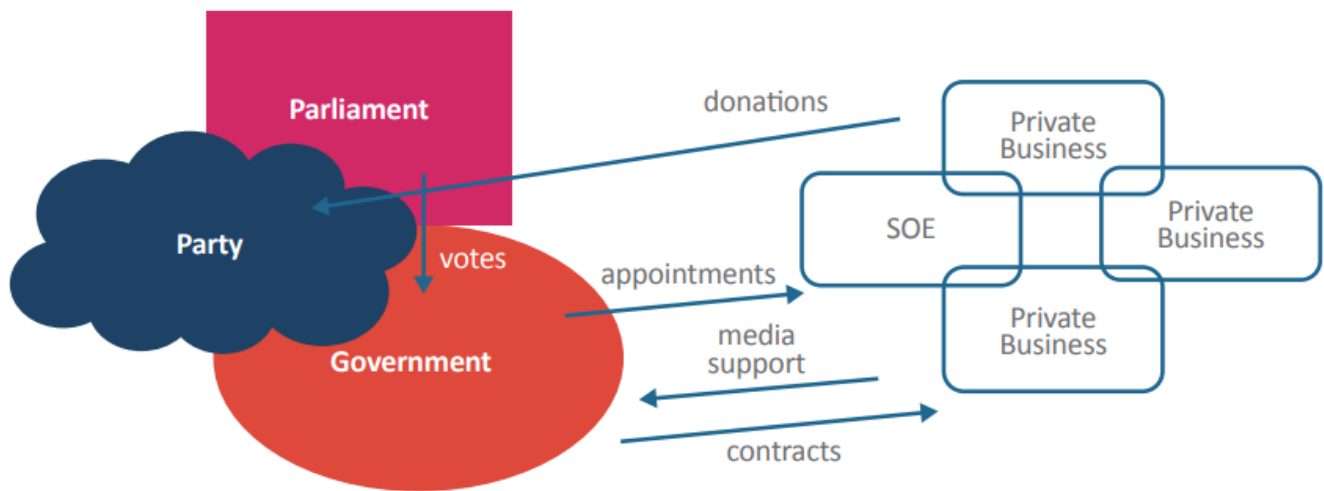 Parliament
donations
Private
Business
Party
SOE
Private
Business
votes
appointments
Private
Business
media
support
Government
contracts